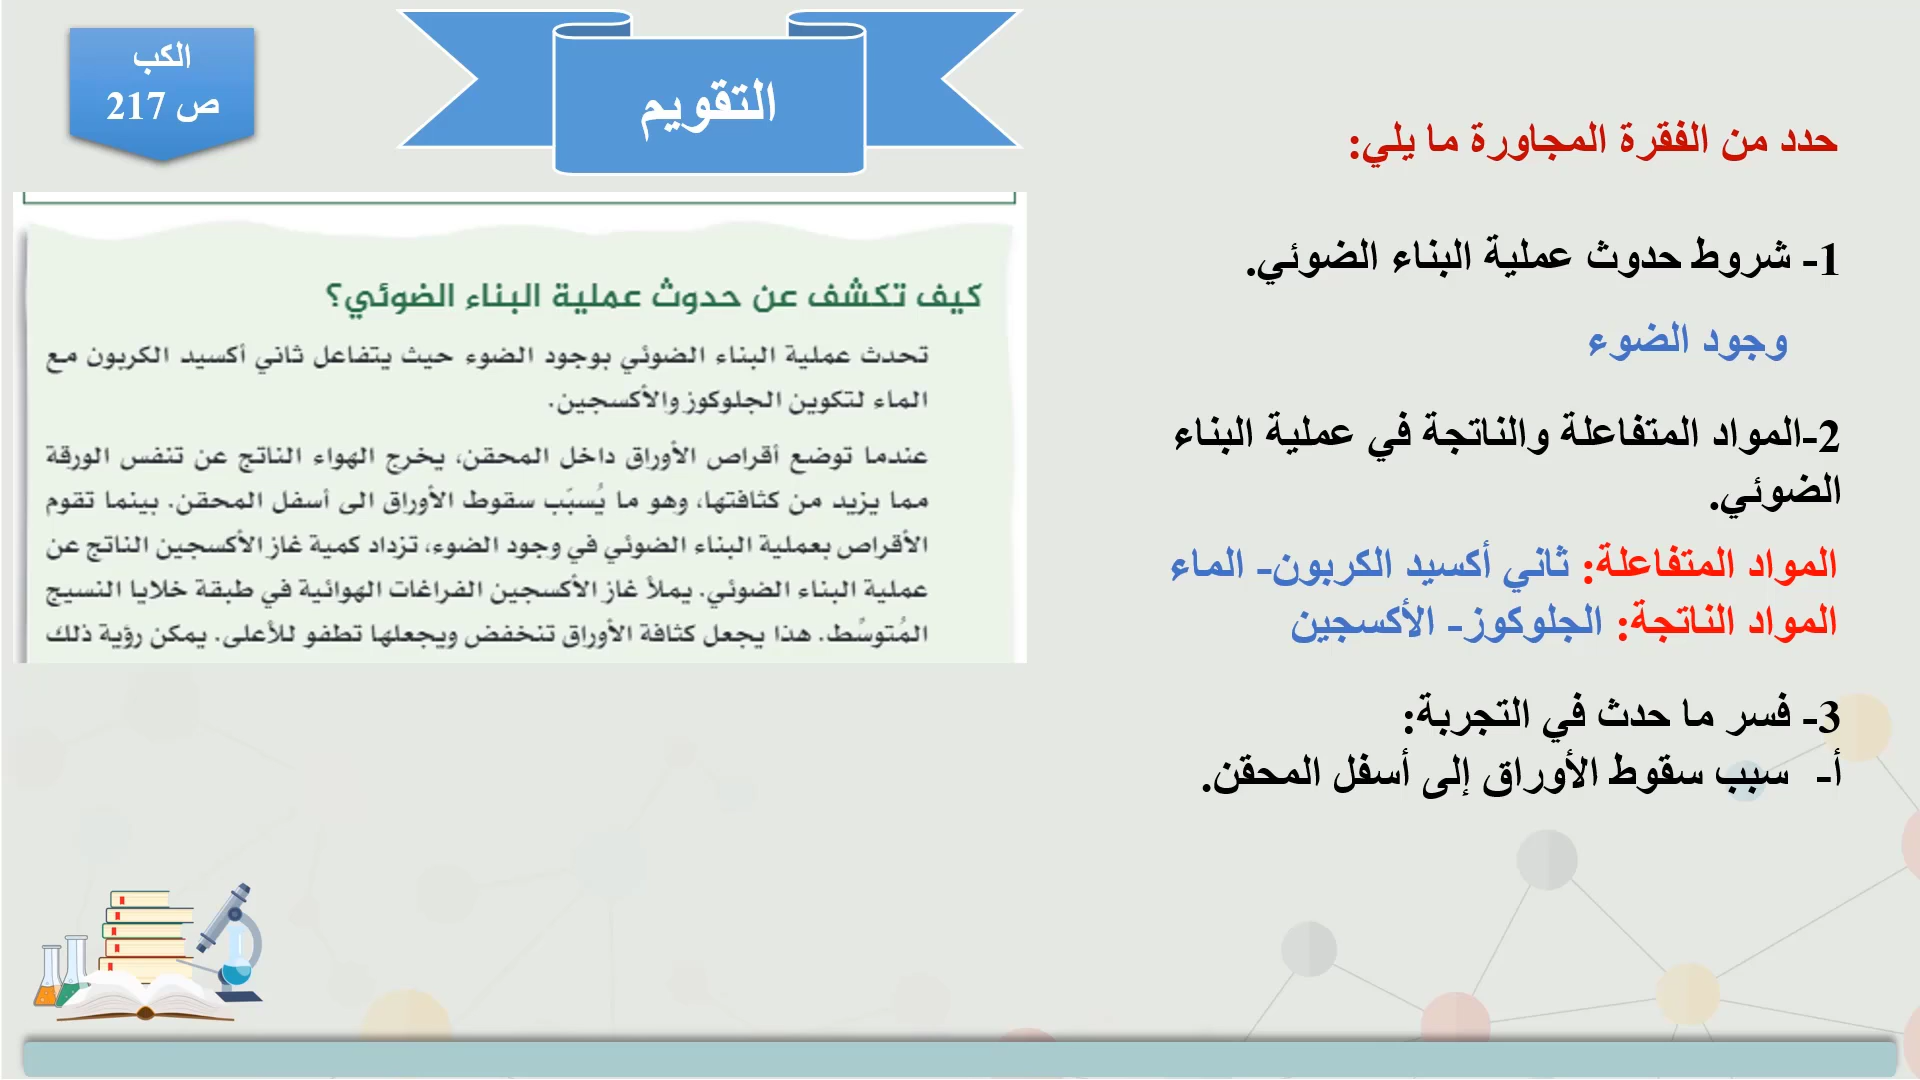 الكب
ص 217
التقويم
حدد من الفقرة المجاورة ما يلي:
1- شروط حدوث عملية البناء الضوئي.
وجود الضوء
2-المواد المتفاعلة والناتجة في عملية البناء
الضوئي.
المواد المتفاعلة: ثاني أكسيد الكربون- الماء
المواد الناتجة: الجلوكوز- الأكسجين
3- فسر ما حدث في التجربة:
أ- سبب سقوط الأوراق إلى أسفل المحقن.
كيف تكشف عن حدوث عملية البناء الضوئي؟
تحدث عملية البناء الضوئي بوجود الضوء حيث يتفاعل ثاني أكسيد الكربون مع
الماء لتكوين الجلوكوز والأكسجين.
عندما توضع أقراص الأوراق داخل المحقن، يخرج الهواء الناتج عن تنفس الورقة
مما يزيد من كثافتها، وهو ما يُسبَب سقوط الأوراق الى أسفل المحقن. بينما تقوم
الأقراص بعملية البناء الضوئي في وجود الضوء، تزداد كمية غاز الأكسجين الناتج عن
عملية البناء الضوئي. يملأ غاز الأكسجين الفراغات الهوائية في طبقة خلايا النسيج
المُتوسِّط. هذا يجعل كثافة الأوراق تنخفض ويجعلها تطفو للأعلى. يمكن رؤية ذلك